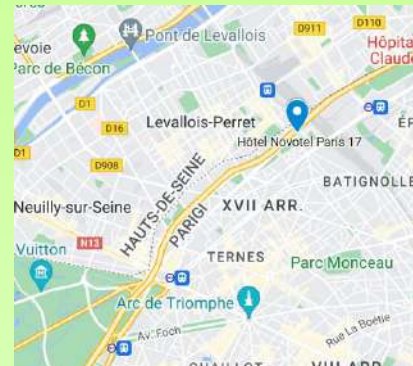 D911
D110
evoie
Pont de Levallois
Hôpita
Claude
Parc de Bécon
D1
D16
Levallois-Perret
Hôtel Novotel Paris 17
D1
D908
BATIGNOLLE
HAUTS-DE-SEINE
PARIGI
Neuilly-sur-Seine
XVII ARR.
N13
Vuitton
TERNES
Parc Monceau
Arc de Triomphe
Av. Foch
Rue La Boétie
CHAILLOT
VIII ARR.